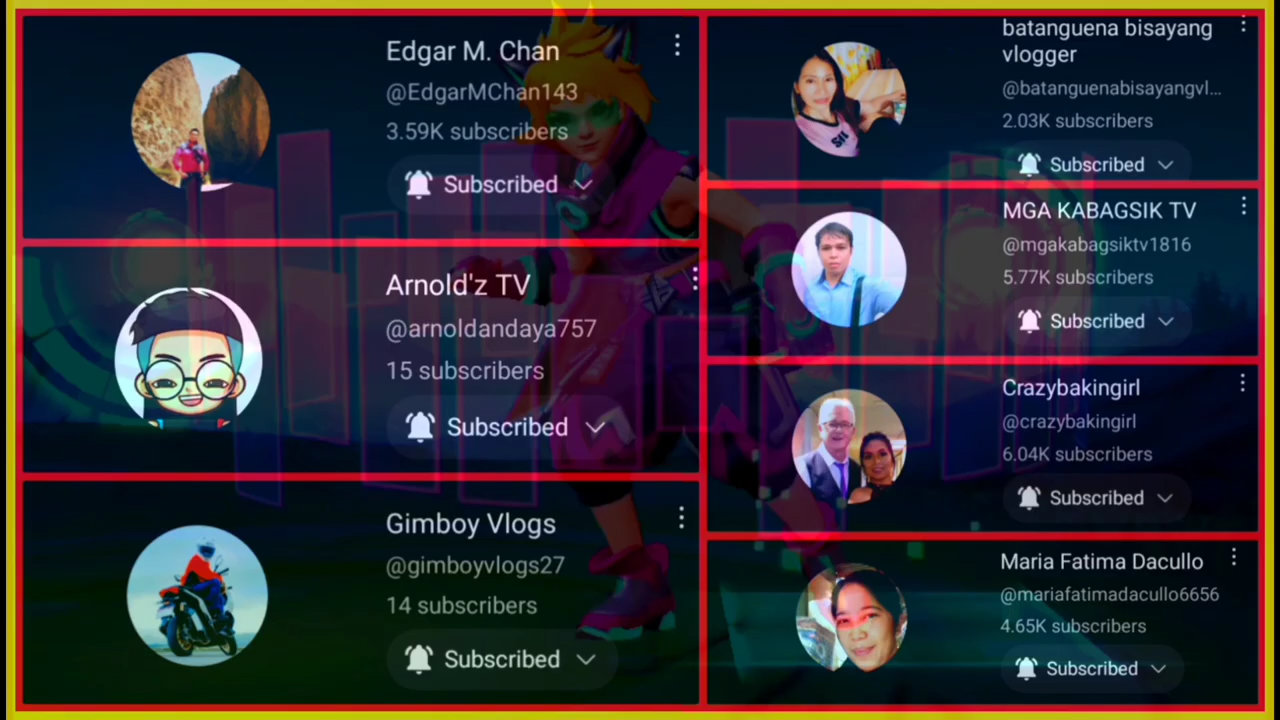 Edgar M. Chan
@EdgarMChan143
3.59K subscribers
Subscribed
Arnold'z TV
@arnoldandaya757
15 subscribers
Subscribed
Gimboy Vlogs
@gimboyvlogs27
14 subscribers
Subscribed
batanguena bisayang
vlogger
@batanguenabisayangvl...
2.03K subscribers
Subscribed
MGA KABAGSIK TV
@mgakabagsiktv1816
5.77K subscribers
Subscribed
Crazybakingirl
@crazybakingirl
6.04K subscribers
Subscribed
Maria Fatima Dacullo
@mariafatimadacullo6656
4.65K subscribers
Subscribed